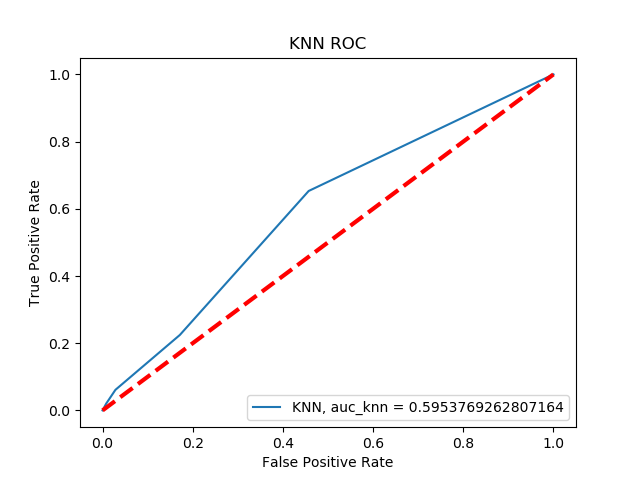 KNN ROC
1.0
0.8
0.6
0.4
0.2
0.0
True Positive Rate
KNN, auc_knn = 0.5953769262807164
0.0 0.2 0.4 0.6 0.8 1.0
False Positive Rate